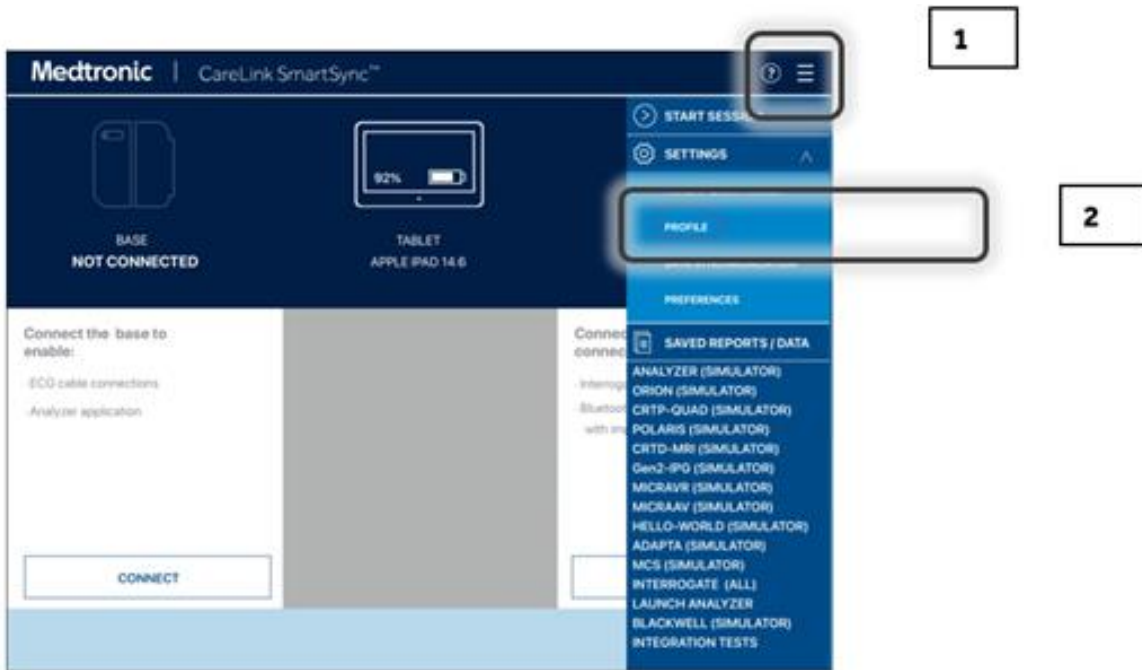 1
Medtronic | CareLink SmartSync™
?
START SESSI
SETTINGS
92%
PROFILE
2
BASE
NOT CONNECTED
TABLET
APPLE IPAD 14.6
PREFERENCES
Connect the base to
enable:
Connec
connec
SAVED REPORTS / DATA
·ECG cable connections
·Analyzer application
·Interrog
·Bluetoot
with im
ANALYZER (SIMULATOR)
ORION (SIMULATOR)
CRTP-QUAD (SIMULATOR)
POLARIS (SIMULATOR)
CRTD-MRI (SIMULATOR)
Gen2-IPG (SIMULATOR)
MICRAVR (SIMULATOR)
MICRAAV (SIMULATOR)
HELLO-WORLD (SIMULATOR)
ADAPTA (SIMULATOR)
MCS (SIMULATOR)
INTERROGATE (ALL)
LAUNCH ANALYZER
BLACKWELL (SIMULATOR)
INTEGRATION TESTS
CONNECT